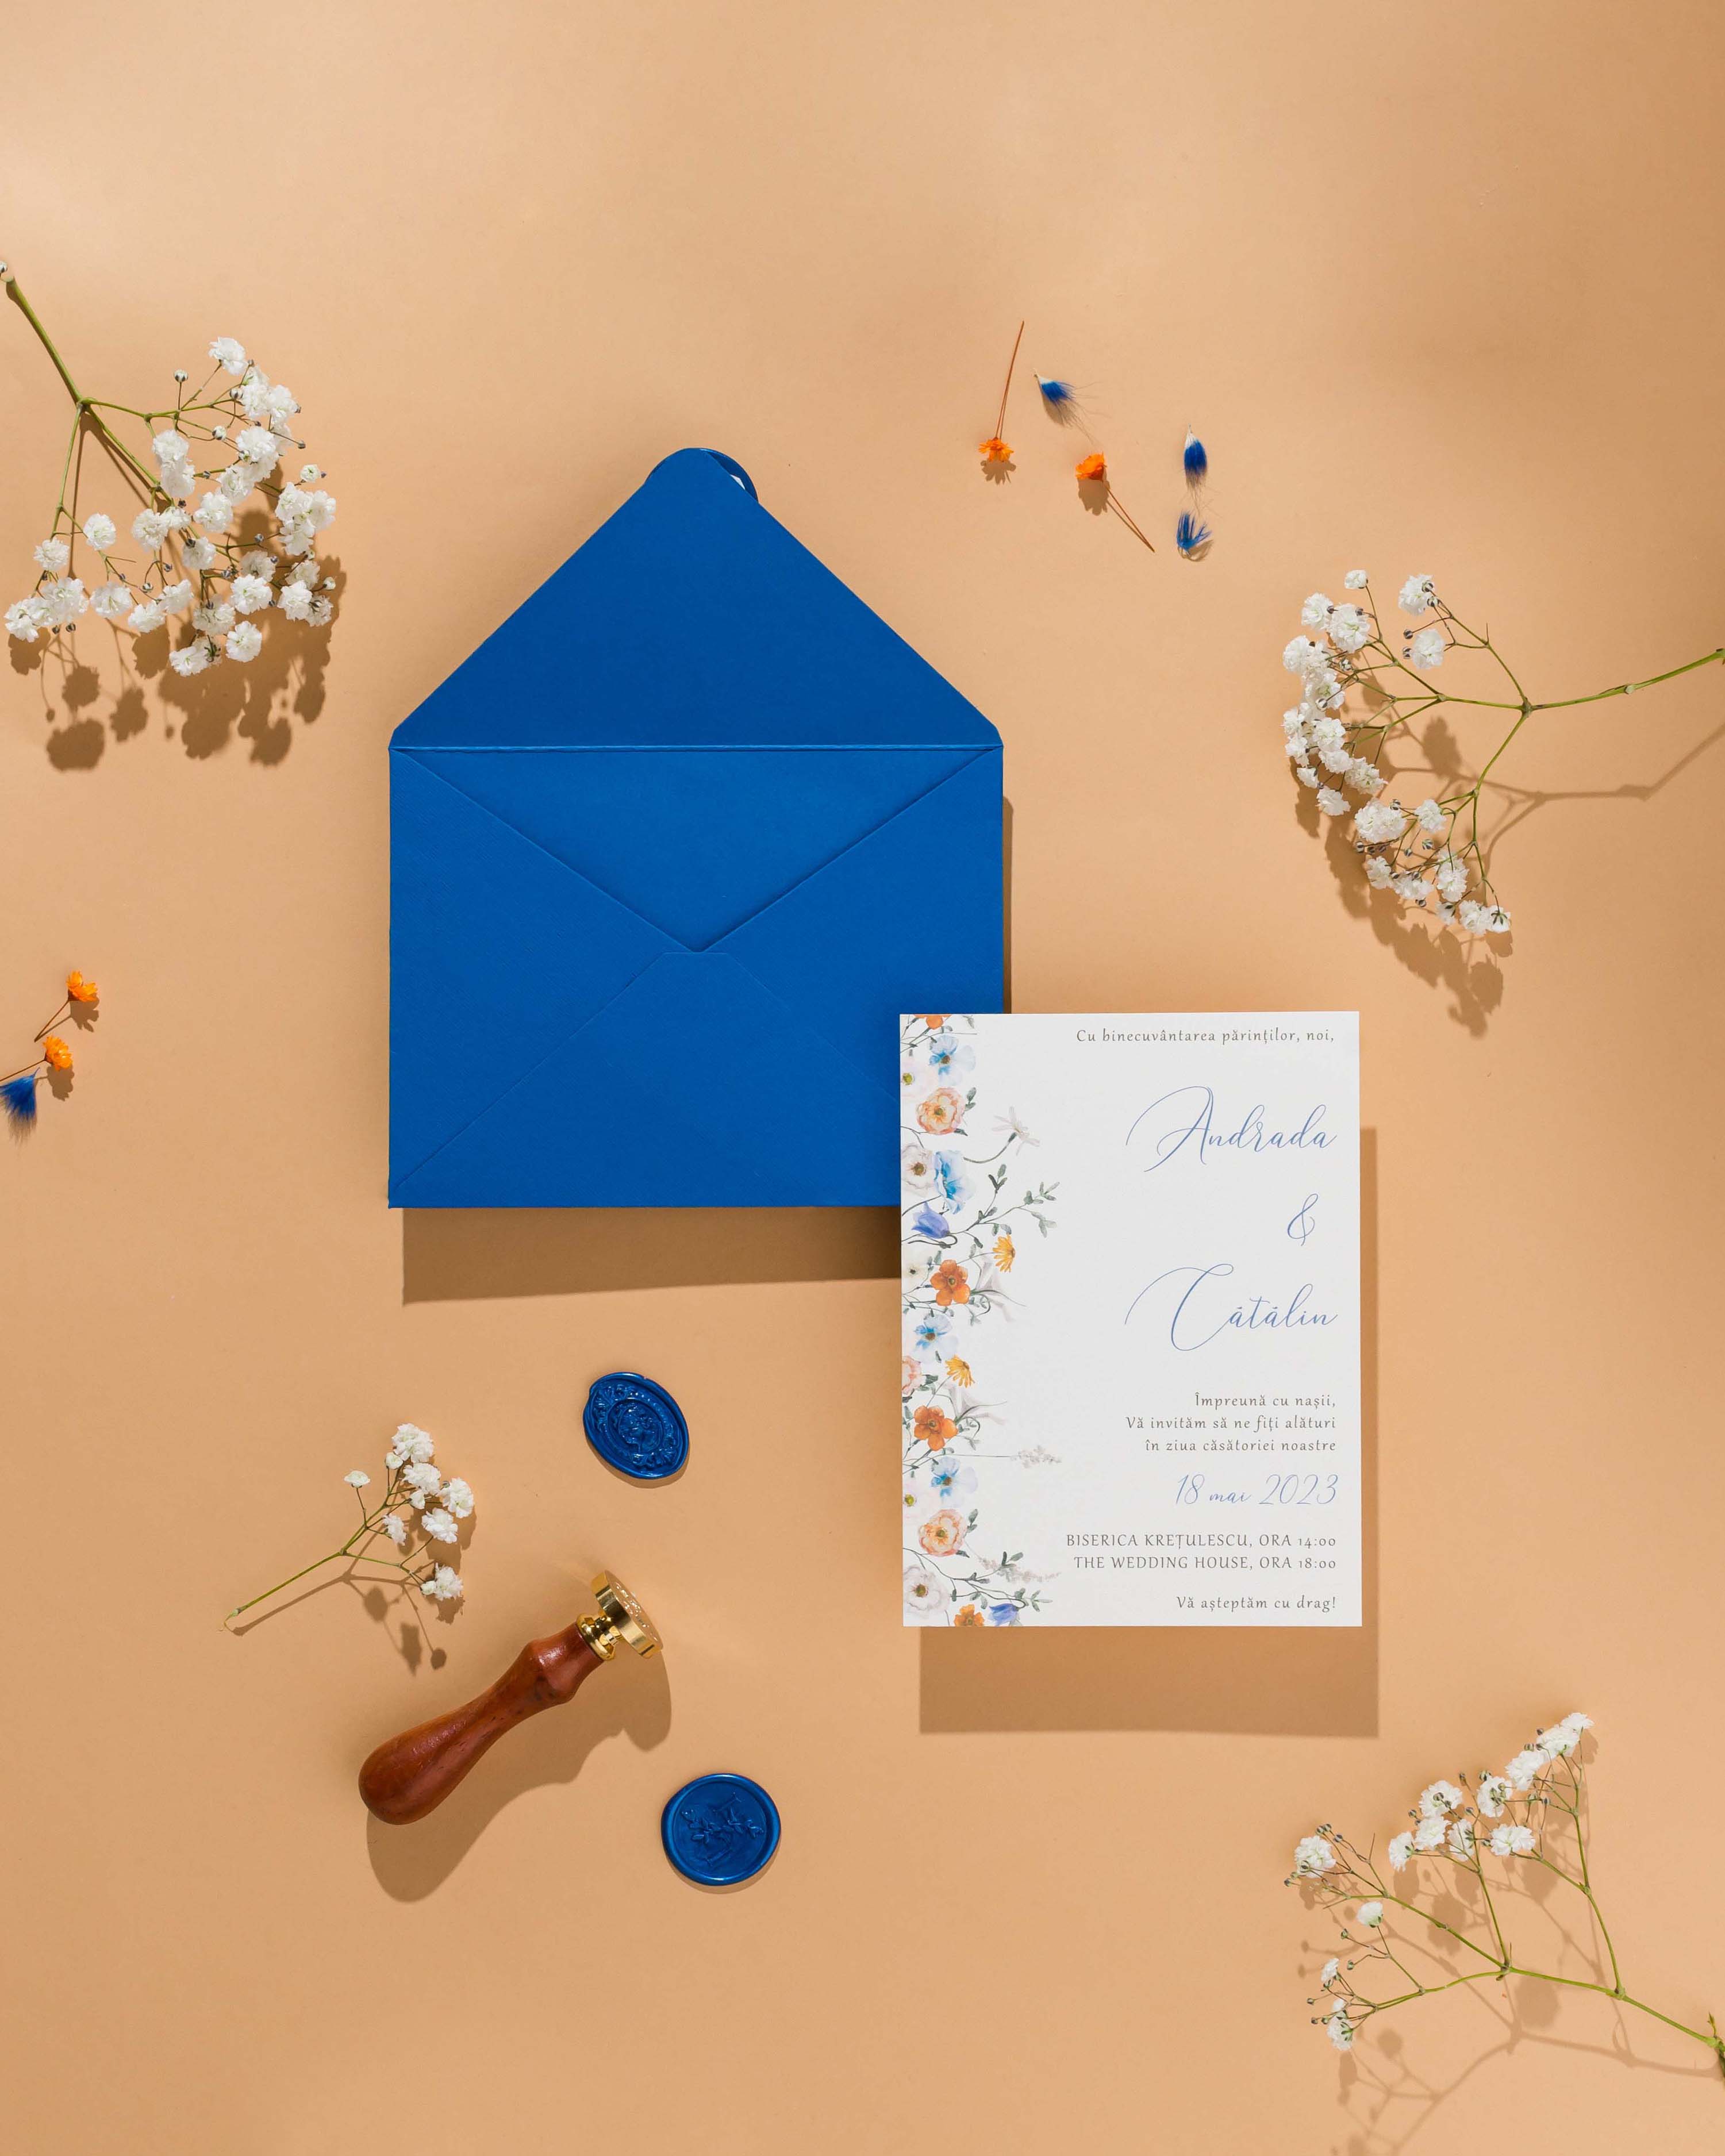 Cu binecuvântarea părinților, noi,
Andrada
&
Cătălin
Împreună cu nașii,
Vă invităm să ne fiți alături
în ziua căsătoriei noastre
18 mai 2023
BISERICA KREȚULESCU, ORA 14:00
THE WEDDING HOUSE, ORA 18:00
Vă așteptăm cu drag!